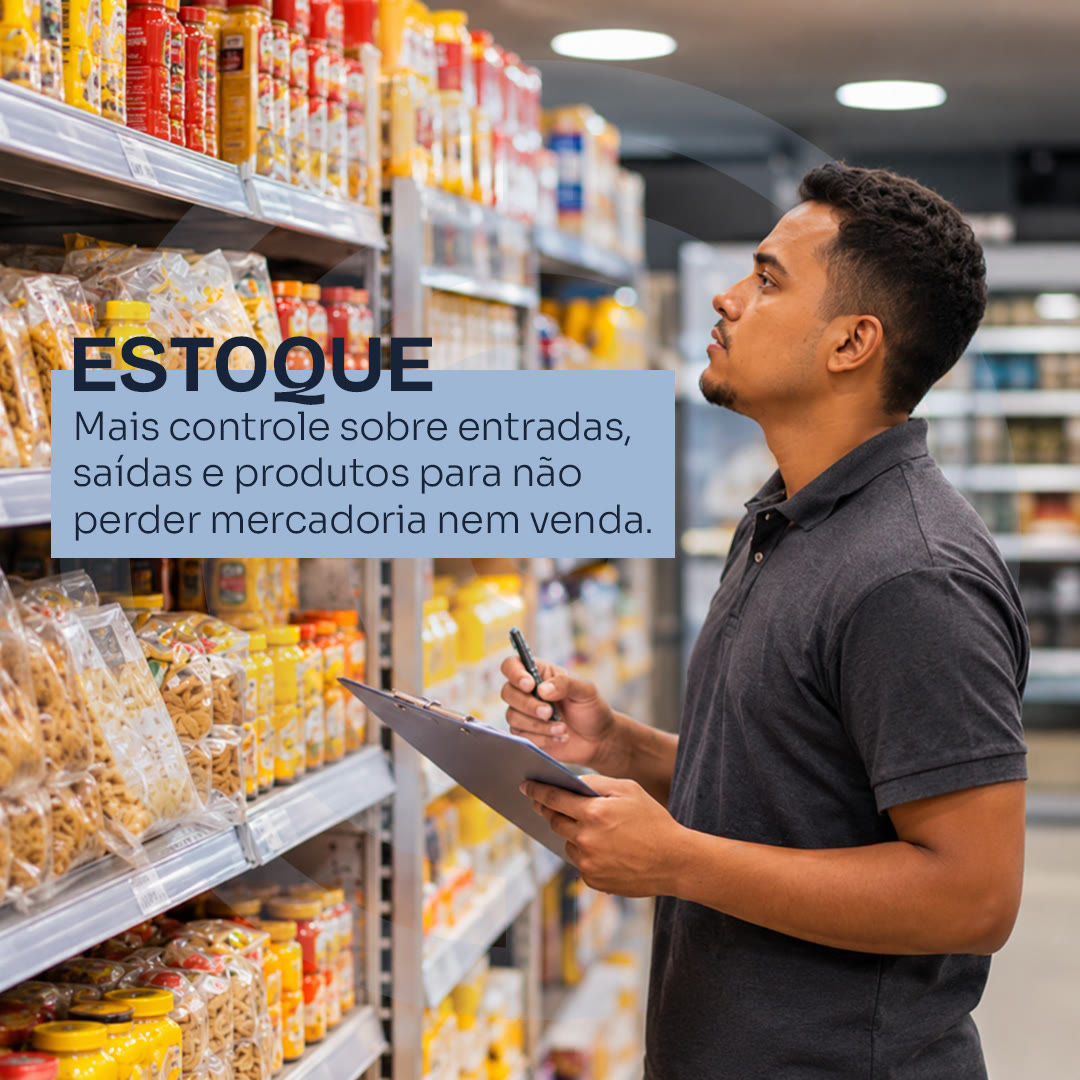 ESTOQUE
Mais controle sobre entradas,
saídas e produtos para não
perder mercadoria nem venda.